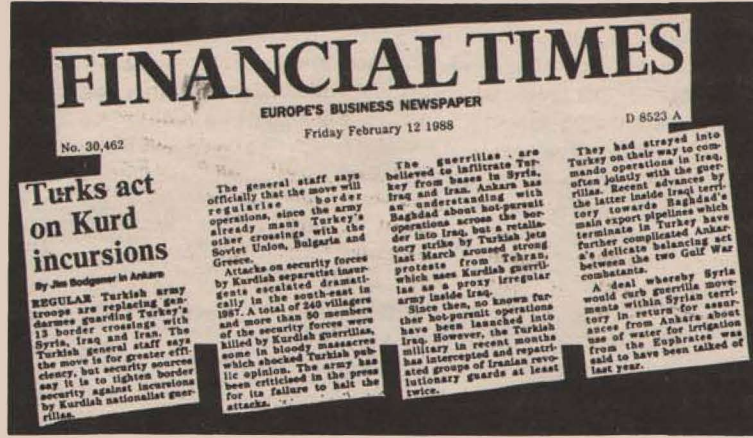 FINANCIAL TIMES
EUROPE'S BUSINESS NEWSPAPER
No. 30,462
Friday February 12 1988
D 8523 A
Turks act
on Kurd
incursions
By Jim Bodgener in Ankara
REGULAR Turkish army
troops are replacing gen-
darmes guarding Turkey's
13 border crossings with
Syria, Iraq and Iran. The
Turkish general staff says
the move is for greater effi-
ciency, but security sources
say it is to tighten border
security against incursions
by Kurdish nationalist guer-
rillas.
The general staff says
officially that the move will
regularise border
operations, since the army
already mans Turkey's
other crossings with the
Soviet Union, Bulgaria and
Greece.
Attacks on security forces
by Kurdish separatist insur-
gents escalated dramati-
cally in the south-east in
1987. A total of 240 villagers
and more than 50 members
of the security forces were
killed by Kurdish guerrillas,
some in bloody massacres
which shocked Turkish pub-
lic opinion. The army has
been criticised in the press
for its failure to halt the
attacks.
The guerrillas are
believed to infiltrate Tur-
key from bases in Syria,
Iraq and Iran. Ankara has
an understanding with
Baghdad about hot-pursuit
operations across the bor-
der into Iraq, but a retalia-
tory strike by Turkish jets
last March aroused strong
protests from Tehran,
which uses Kurdish guerril-
las as a proxy irregular
army inside Iraq.
Since then, no known fur-
ther hot-pursuit operations
have been launched into
Iraq. However, the Turkish
military in recent months
has intercepted and repatri-
ated groups of Iranian revo-
lutionary guards at least
twice.
They had strayed into
Turkey on their way to com-
mando operations in Iraq,
often jointly with the guer-
rillas. Recent advances by
the latter inside Iraqi terri-
tory towards Baghdad's
main export pipelines which
terminate in Turkey have
further complicated Ankar-
a's delicate balancing act
between the two Gulf War
combatants.
A deal whereby Syria
would curb guerrilla move-
ments within Syrian terri-
tory in return for assur-
ances from Ankara about
use of water for irrigation
from the Euphrates was
said to have been talked of
last year.